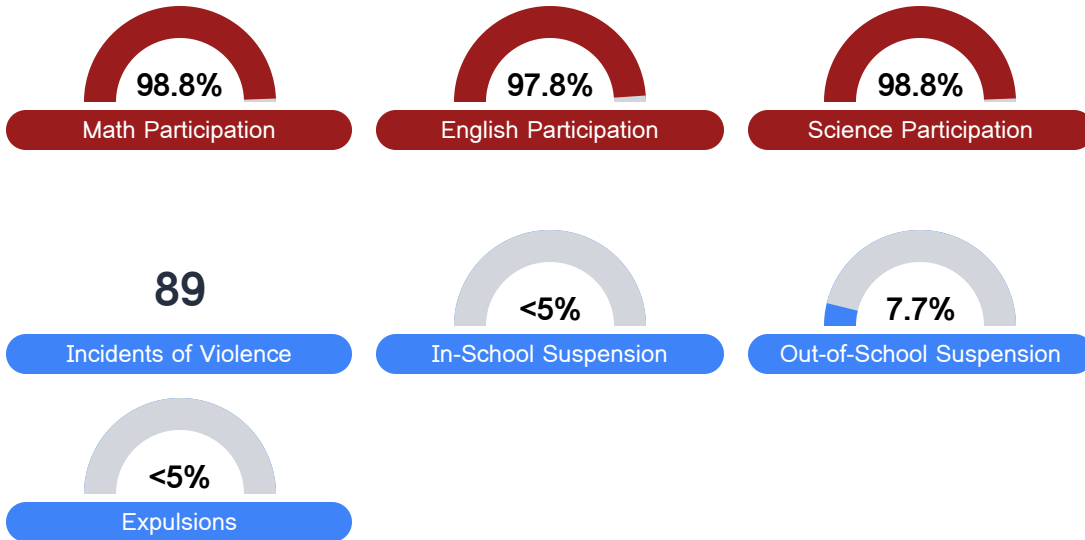 98.8%
Math Participation
97.8%
English Participation
98.8%
Science Participation
89
Incidents of Violence
<5%
In-School Suspension
7.7%
Out-of-School Suspension
<5%
Expulsions